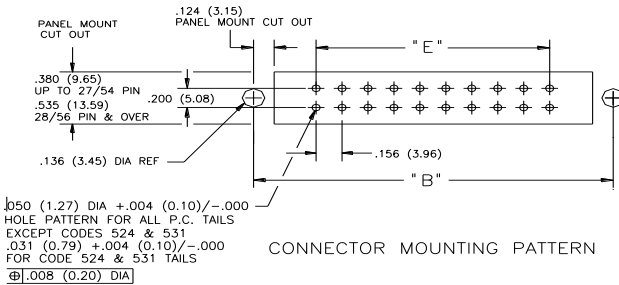 .124 (3.15)
PANEL MOUNT CUT OUT
PANEL MOUNT
CUT OUT
"E"
.380 (9.65)
UP TO 27/54 PIN
.535 (13.59)
28/56 PIN & OVER
.200 (5.08)
.136 (3.45) DIA REF
.156 (3.96)
"B"
.050 (1.27) DIA +.004 (0.10)/-.000
HOLE PATTERN FOR ALL P.C. TAILS
EXCEPT CODES 524 & 531
.031 (0.79) +.004 (0.10)/-.000
FOR CODE 524 & 531 TAILS
⌖ .008 (0.20) DIA
CONNECTOR MOUNTING PATTERN